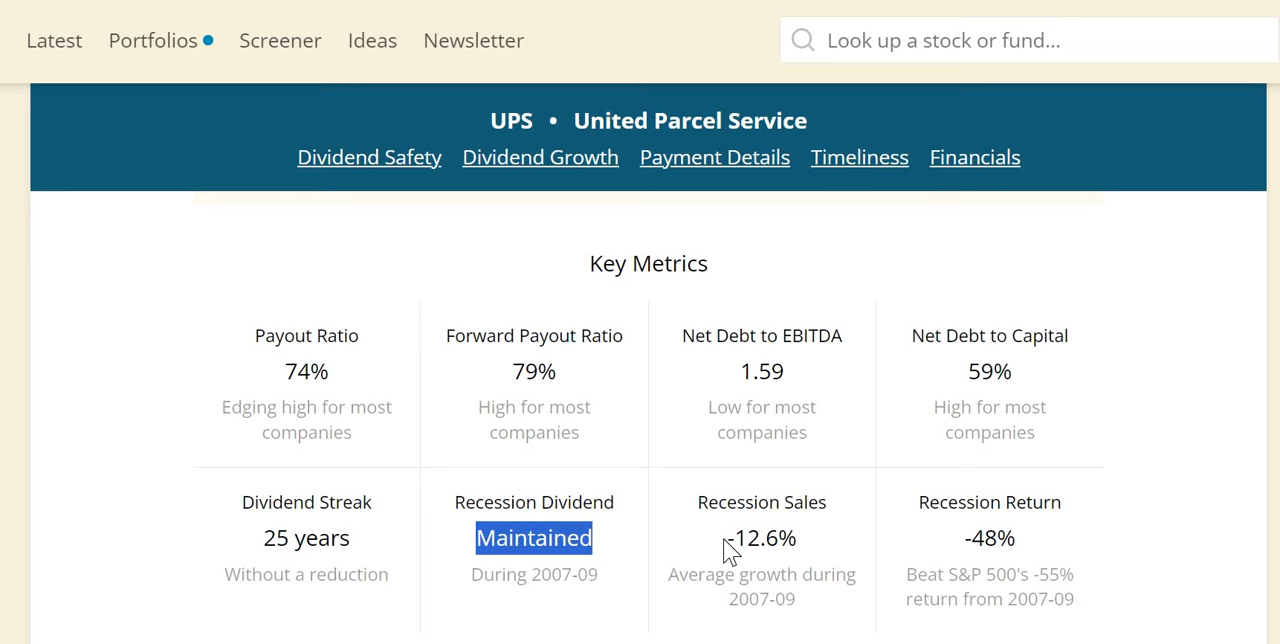 Latest Portfolios Screener Ideas Newsletter Look up a stock or fund...
UPS • United Parcel Service
Dividend Safety Dividend Growth Payment Details Timeliness Financials
Key Metrics
Payout Ratio
74%
Edging high for most
companies
Forward Payout Ratio
79%
High for most
companies
Net Debt to EBITDA
1.59
Low for most
companies
Net Debt to Capital
59%
High for most
companies
Dividend Streak
25 years
Without a reduction
Recession Dividend
Maintained
During 2007-09
Recession Sales
-12.6%
Average growth during
2007-09
Recession Return
-48%
Beat S&P 500's -55%
return from 2007-09